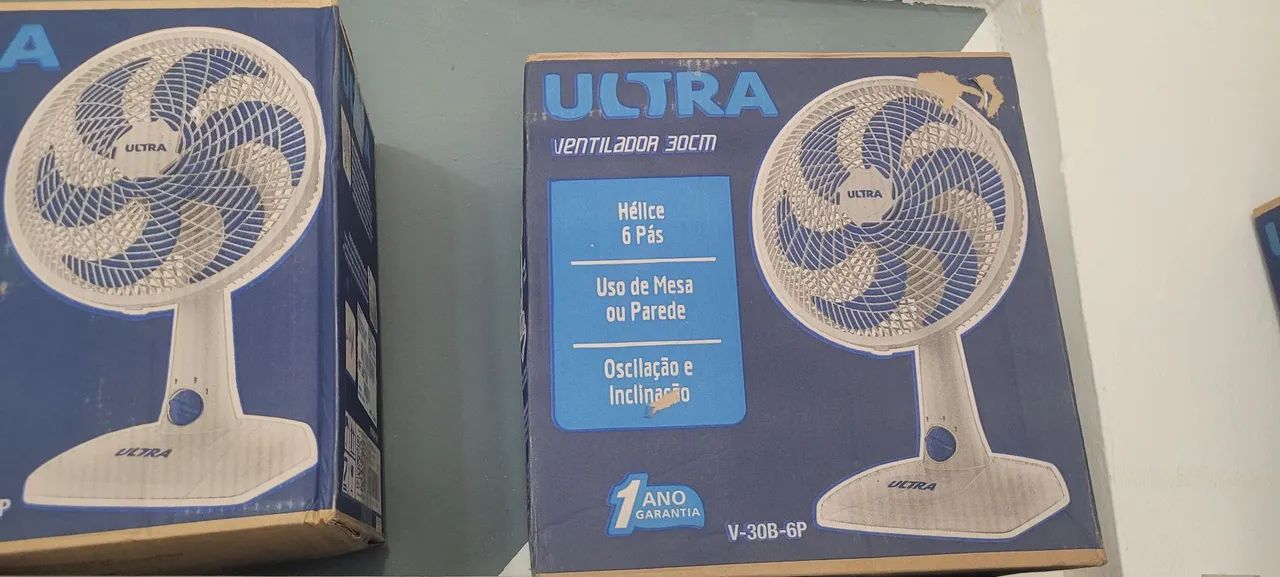 A
ULTRA
ULTRA
P
ULTRA
VENTILADOR 30CM
Hélice
6 Pás
Uso de Mesa
ou Parede
Oscilação e
Inclinação
1 ANO
GARANTIA
V-30B-6P
ULTRA
ULTRA